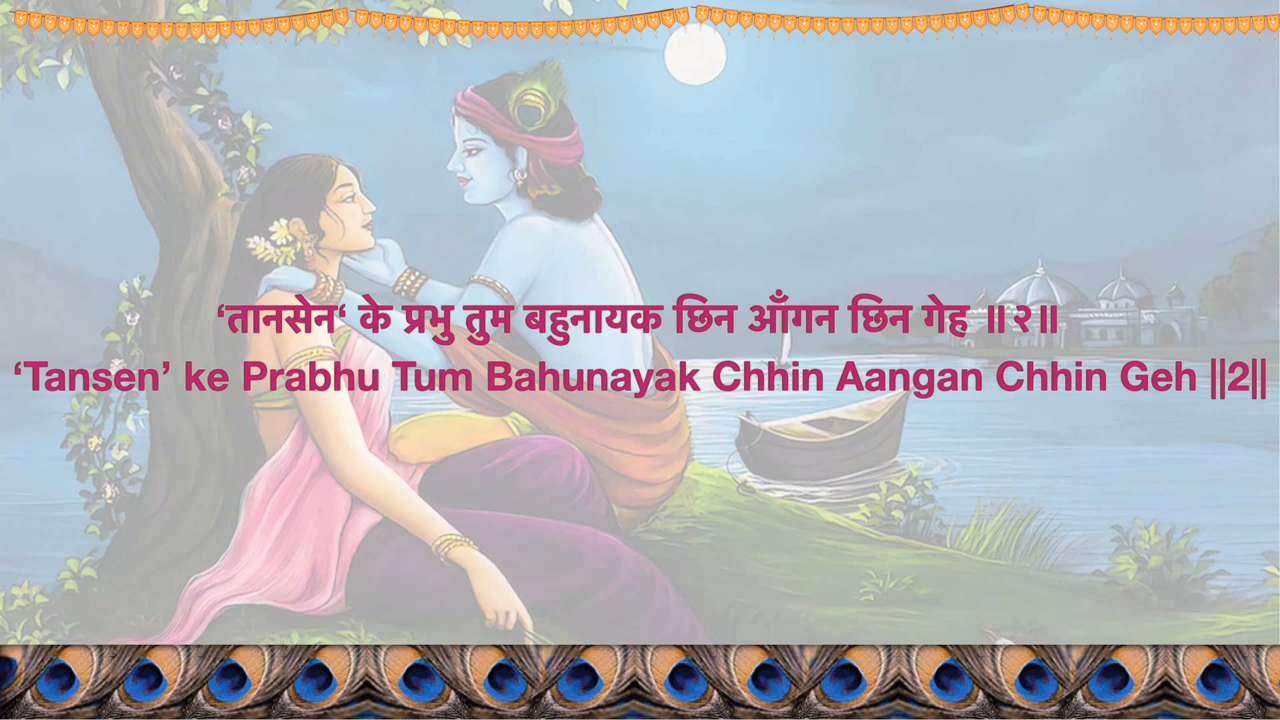 ‘तानसेन‘ के प्रभु तुम बहुनायक छिन आँगन छिन गेह ॥२॥
‘Tansen’ ke Prabhu Tum Bahunayak Chhin Aangan Chhin Geh ||2||